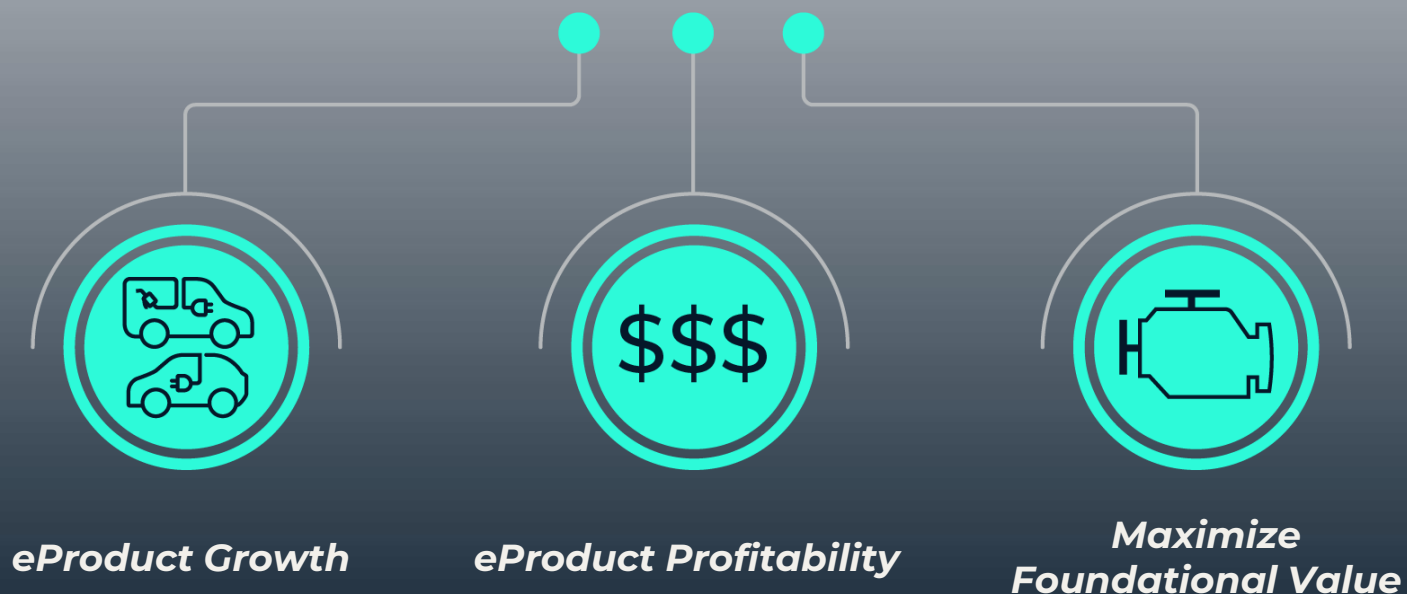 $$$
eProduct Growth
eProduct Profitability
Maximize
Foundational Value